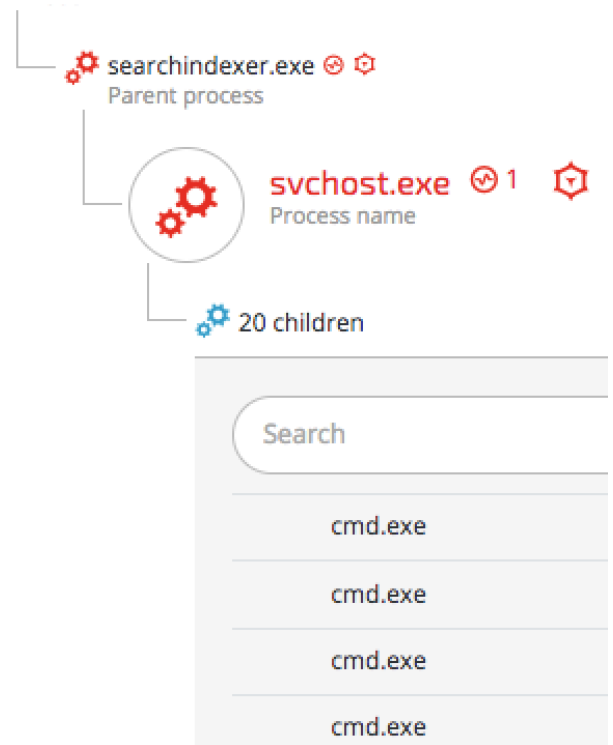 searchindexer.exe
Parent process
svchost.exe 1
Process name
20 children
Search
cmd.exe
cmd.exe
cmd.exe
cmd.exe